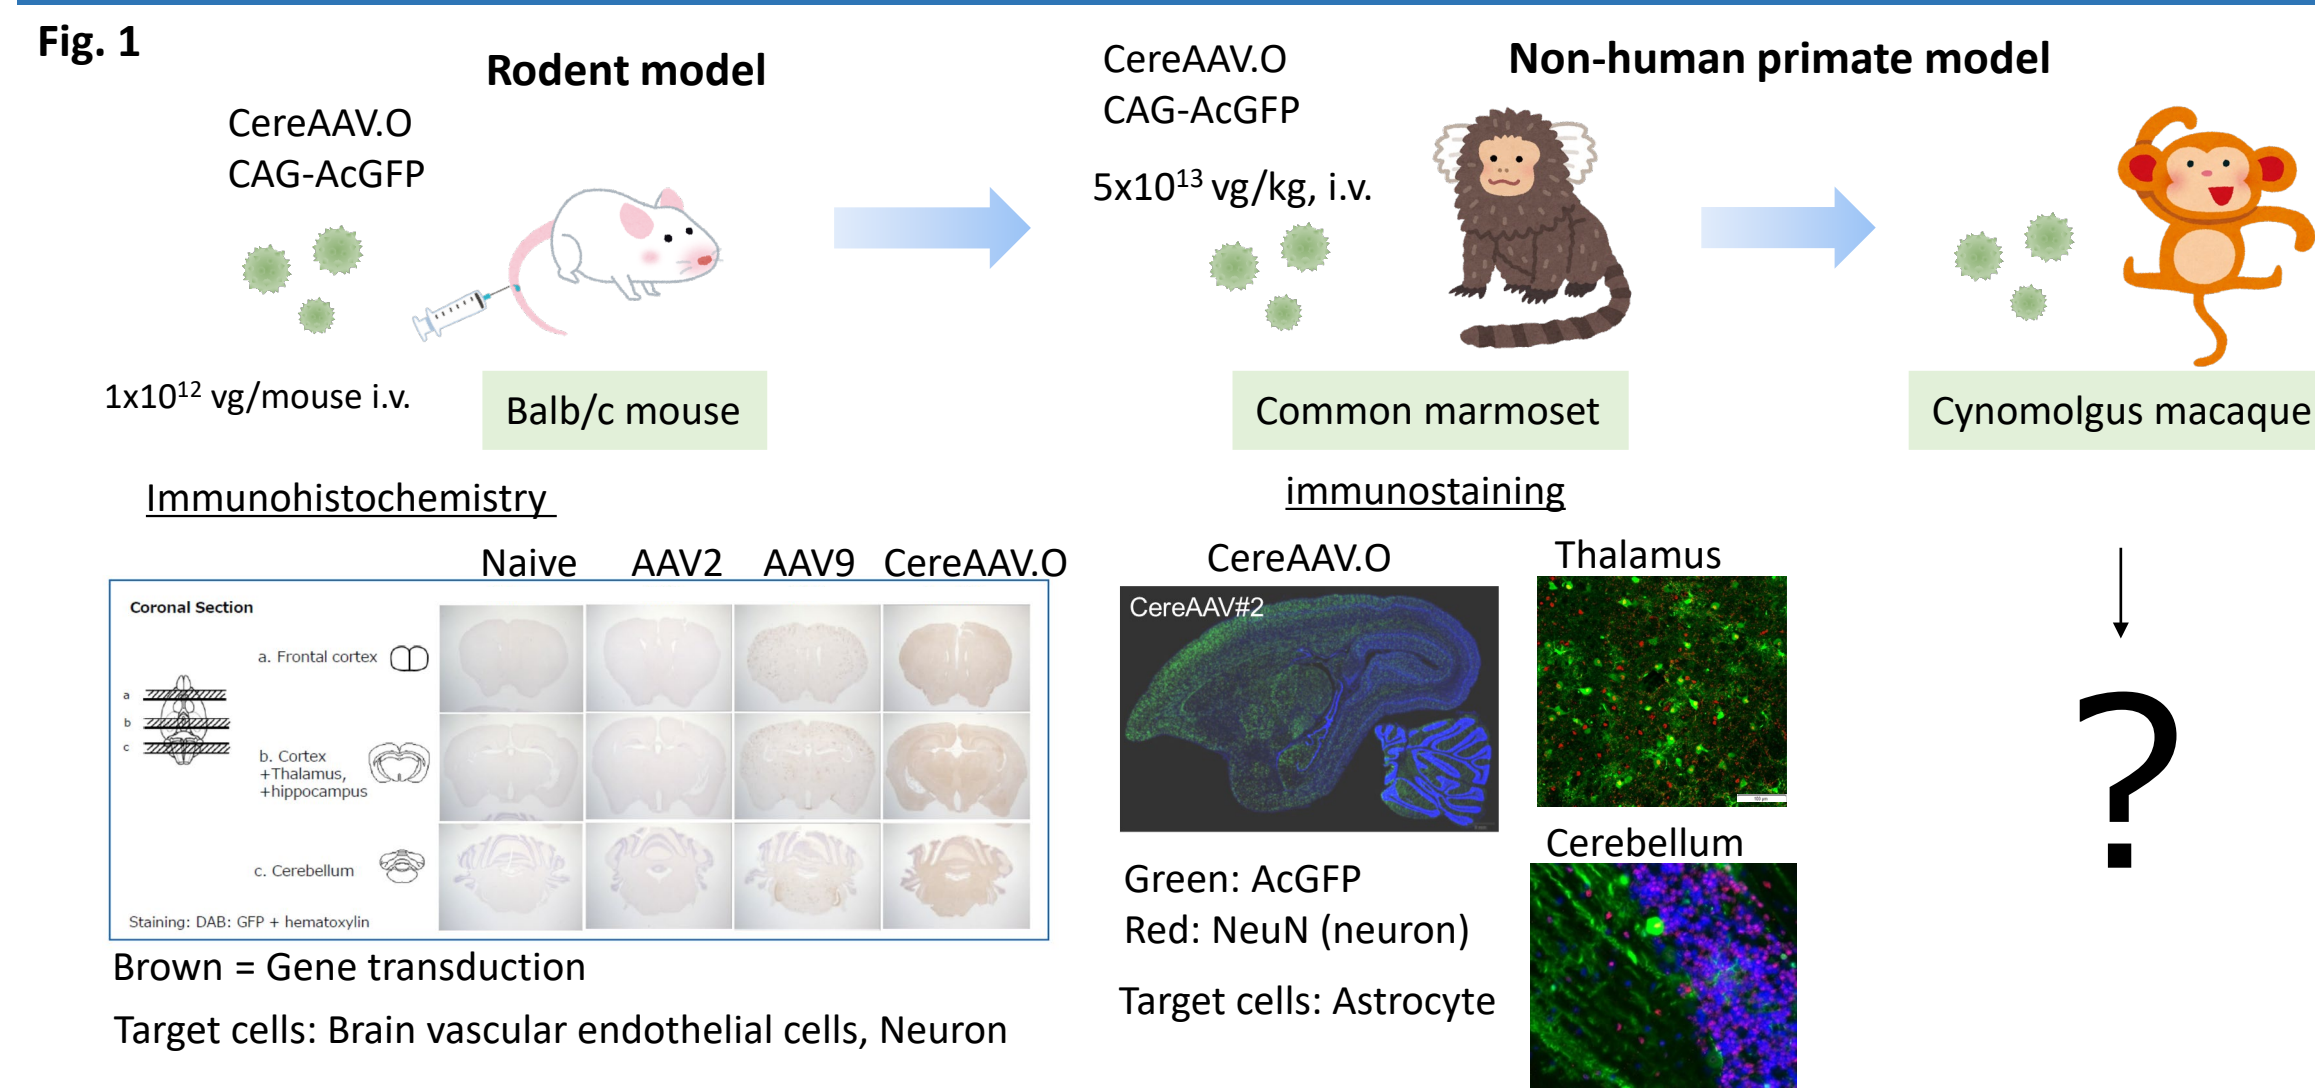 Fig. 1
Rodent model
CereAAV.O
CAG-AcGFP
1x10¹² vg/mouse i.v.
Balb/c mouse
Non-human primate model
CereAAV.O
CAG-AcGFP
5x10¹³ vg/kg, i.v.
Common marmoset
Cynomolgus macaque
Immunohistochemistry
Naive AAV2 AAV9 CereAAV.O
Coronal Section
a. Frontal cortex
a
b
c
b. Cortex
+Thalamus,
+hippocampus
c. Cerebellum
Staining: DAB: GFP + hematoxylin
Brown = Gene transduction
Target cells: Brain vascular endothelial cells, Neuron
immunostaining
CereAAV.O
CereAAV#2
Thalamus
Cerebellum
Green: AcGFP
Red: NeuN (neuron)
Target cells: Astrocyte
?